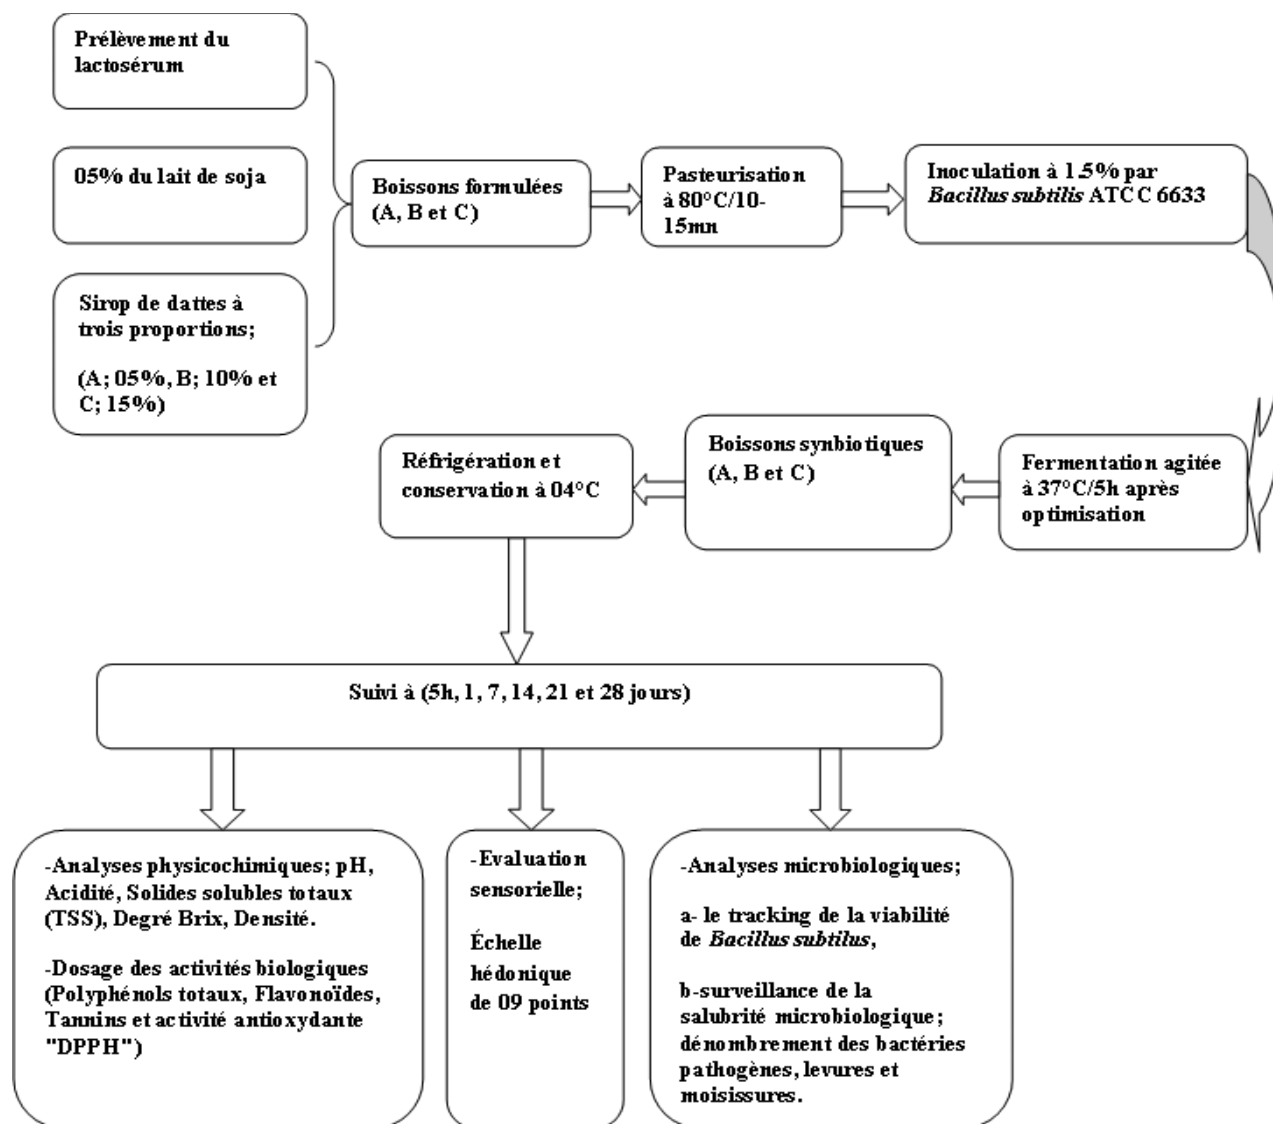 Prélèvement du
lactosérum
05% du lait de soja
Sirop de dattes à
trois proportions;
(A; 05%, B; 10% et
C; 15%)
Boissons formulées
(A, B et C)
Pasteurisation
à 80°C/10-
15mn
Inoculation à 1.5% par
Bacillus subtilis ATCC 6633
Fermentation agitée
à 37°C/5h après
optimisation
Boissons synbiotiques
(A, B et C)
Réfrigération et
conservation à 04°C
Suivi à (5h, 1, 7, 14, 21 et 28 jours)
-Analyses physicochimiques; pH,
Acidité, Solides solubles totaux
(TSS), Degré Brix, Densité.
-Dosage des activités biologiques
(Polyphénols totaux, Flavonoïdes,
Tannins et activité antioxydante
"DPPH")
-Evaluation
sensorielle;
Échelle
hédonique
de 09 points
-Analyses microbiologiques;
a- le tracking de la viabilité
de Bacillus subtilus,
b-surveillance de la
salubrité microbiologique;
dénombrement des bactéries
pathogènes, levures et
moisissures.